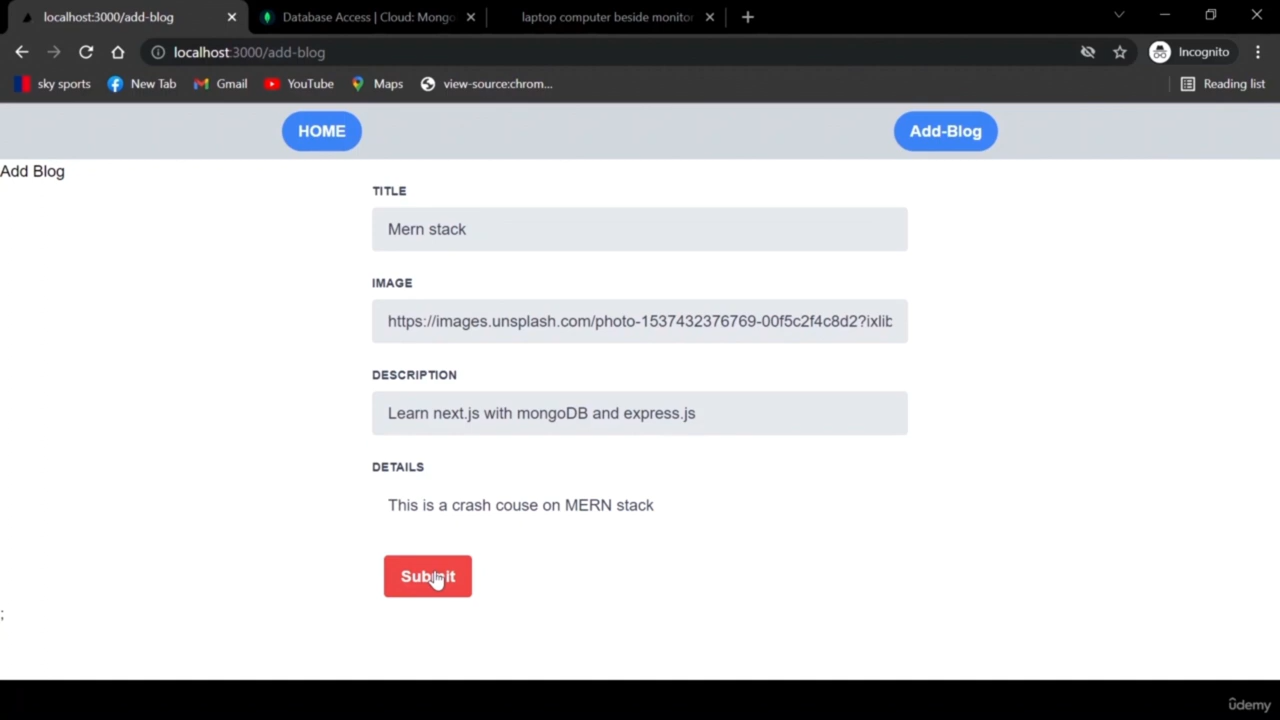 localhost:3000/add-blog
Database Access | Cloud: Mongo
laptop computer beside monitor
localhost:3000/add-blog
Incognito
sky sports
New Tab
Gmail
YouTube
Maps
view-source:chrom...
Reading list
HOME
Add-Blog
Add Blog
TITLE
Mern stack
IMAGE
https://images.unsplash.com/photo-1537432376769-00f5c2f4c8d2?ixlib
DESCRIPTION
Learn next.js with mongoDB and express.js
DETAILS
This is a crash couse on MERN stack
Submit
;
ûdemy